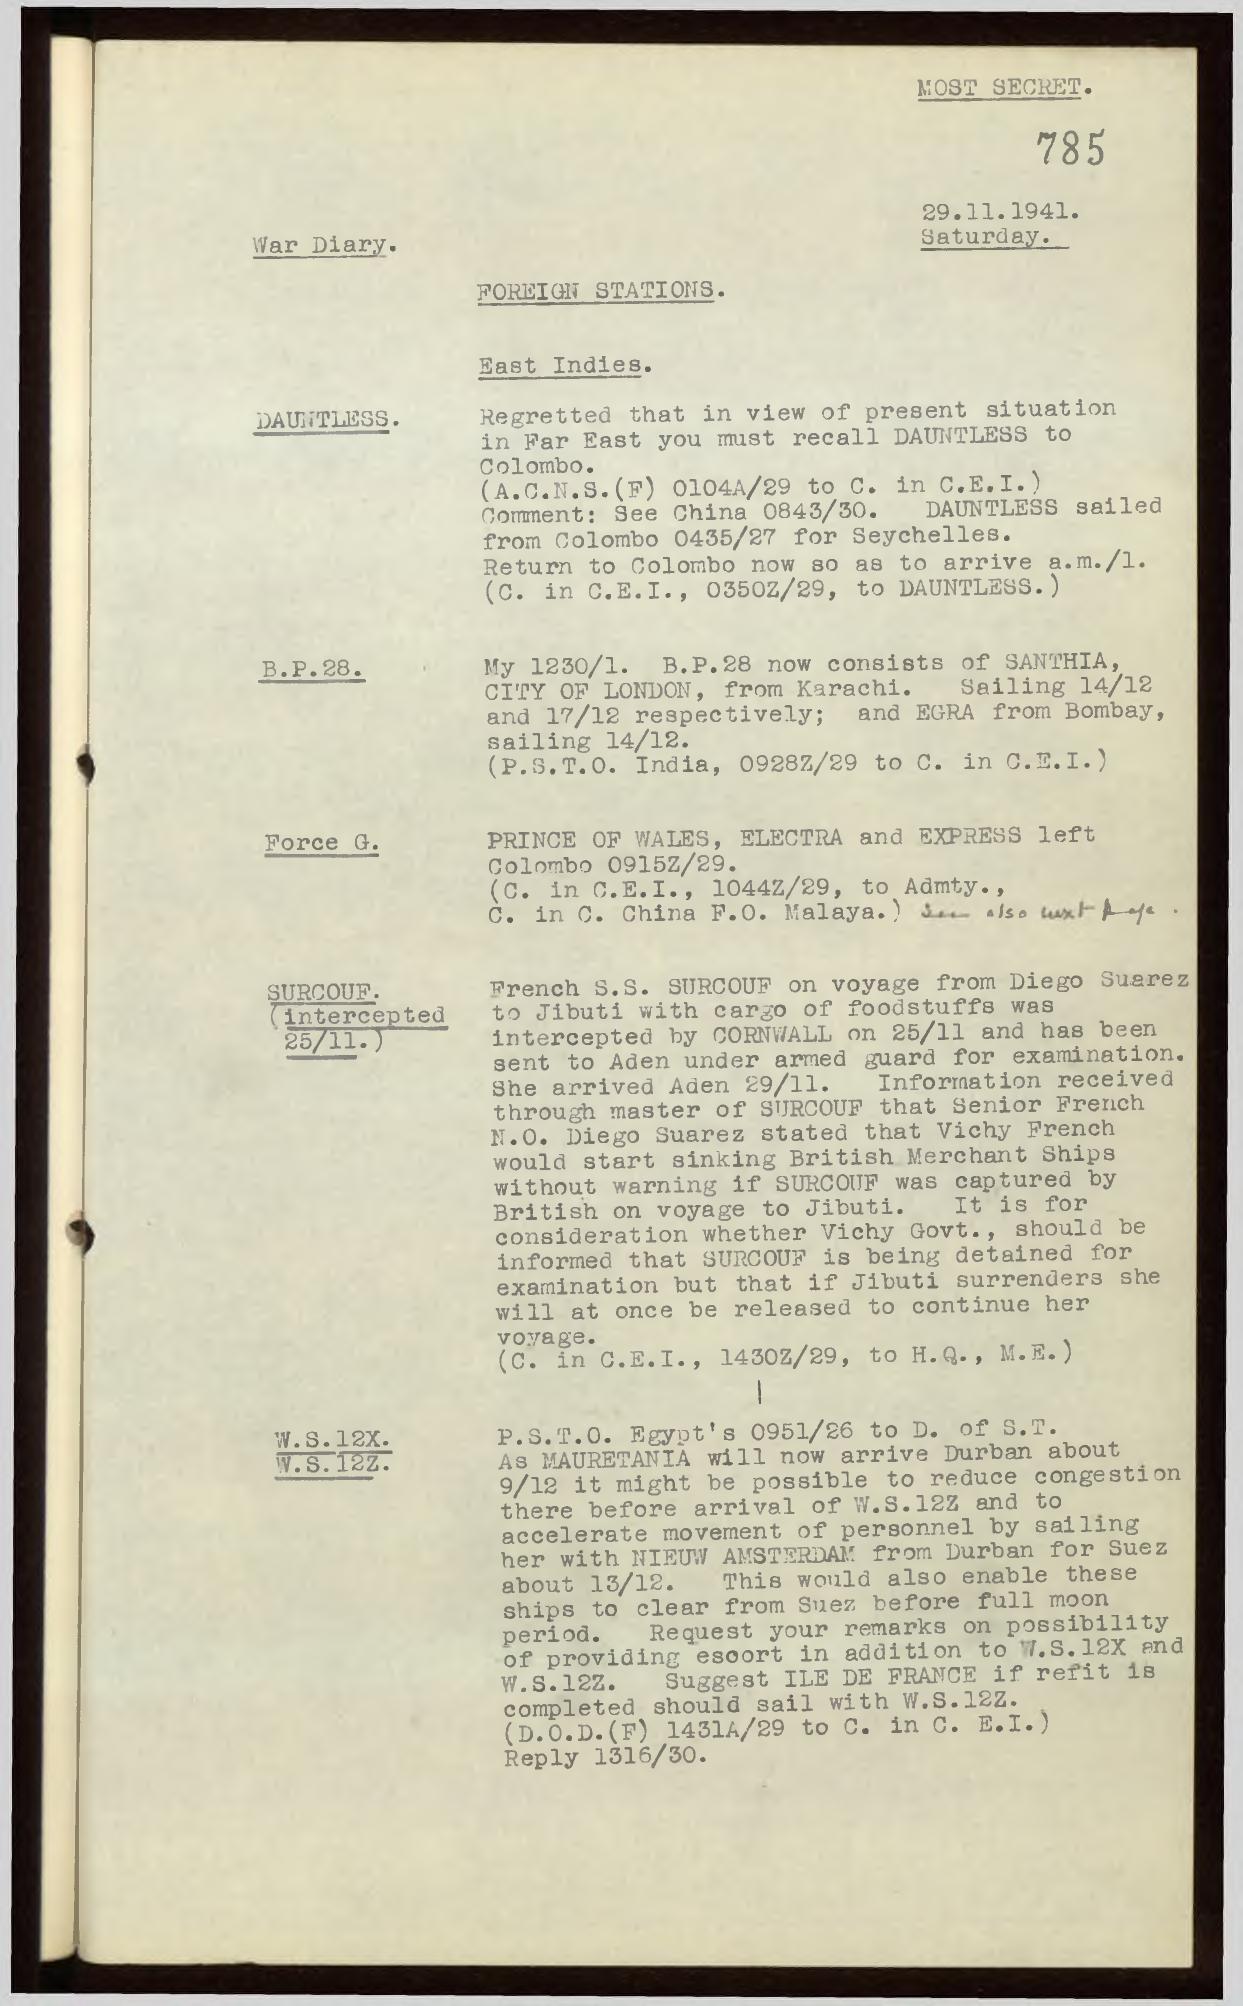 MOST SECRET.
785
29.11.1941.
Saturday.
War Diary.
FOREIGN STATIONS.
East Indies.
DAUNTLESS.
Regretted that in view of present situation
in Far East you must recall DAUNTLESS to
Colombo.
(A.C.N.S.(F) 0104A/29 to C. in C.E.I.)
Comment: See China 0843/30. DAUNTLESS sailed
from Colombo 0435/27 for Seychelles.
Return to Colombo now so as to arrive a.m./1.
(C. in C.E.I., 0350Z/29, to DAUNTLESS.)
B.P.28.
My 1230/1. B.P.28 now consists of SANTHIA,
CITY OF LONDON, from Karachi. Sailing 14/12
and 17/12 respectively; and EGRA from Bombay,
sailing 14/12.
(P.S.T.O. India, 0928Z/29 to C. in C.E.I.)
Force G.
PRINCE OF WALES, ELECTRA and EXPRESS left
Colombo 0915Z/29.
(C. in C.E.I., 1044Z/29, to Admty.,
C. in C. China F.O. Malaya.) See also next page.
SURCOUF.
(intercepted
25/11.)
French S.S. SURCOUF on voyage from Diego Suarez
to Jibuti with cargo of foodstuffs was
intercepted by CORNWALL on 25/11 and has been
sent to Aden under armed guard for examination.
She arrived Aden 29/11. Information received
through master of SURCOUF that Senior French
N.O. Diego Suarez stated that Vichy French
would start sinking British Merchant Ships
without warning if SURCOUF was captured by
British on voyage to Jibuti. It is for
consideration whether Vichy Govt., should be
informed that SURCOUF is being detained for
examination but that if Jibuti surrenders she
will at once be released to continue her
voyage.
(C. in C.E.I., 1430Z/29, to H.Q., M.E.)
W.S.12X.
W.S.12Z.
P.S.T.O. Egypt's 0951/26 to D. of S.T.
As MAURETANIA will now arrive Durban about
9/12 it might be possible to reduce congestion
there before arrival of W.S.12Z and to
accelerate movement of personnel by sailing
her with NIEUW AMSTERDAM from Durban for Suez
about 13/12. This would also enable these
ships to clear from Suez before full moon
period. Request your remarks on possibility
of providing escort in addition to W.S.12X and
W.S.12Z. Suggest ILE DE FRANCE if refit is
completed should sail with W.S.12Z.
(D.O.D.(F) 1431A/29 to C. in C. E.I.)
Reply 1316/30.